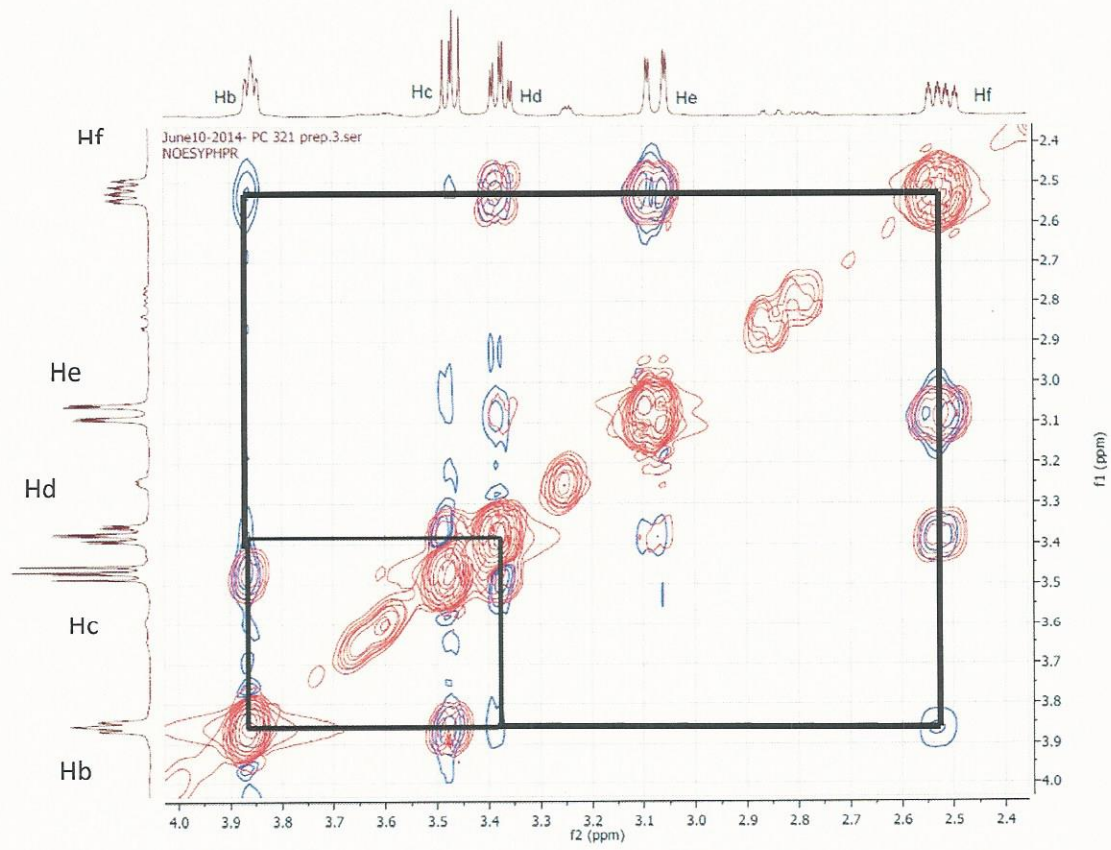 Hb Hc Hd He Hf
Hf
June10-2014- PC 321 prep.3.ser
NOESYPHPR
2.4
2.5
2.6
2.7
2.8
2.9
He
3.0
3.1
3.2
Hd
3.3
3.4
3.5
Hc
3.6
3.7
3.8
Hb
3.9
4.0
f1 (ppm)
4.0 3.9 3.8 3.7 3.6 3.5 3.4 3.3 3.2 3.1 3.0 2.9 2.8 2.7 2.6 2.5 2.4
f2 (ppm)